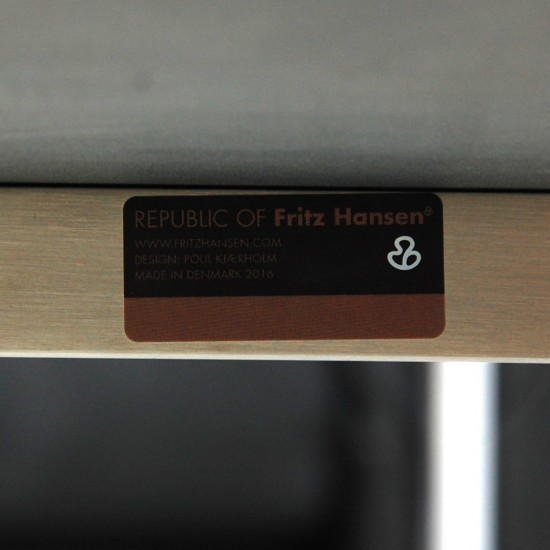 REPUBLIC OF Fritz Hansen®
WWW.FRITZHANSEN.COM
DESIGN: POUL KJÆRHOLM
MADE IN DENMARK 2016